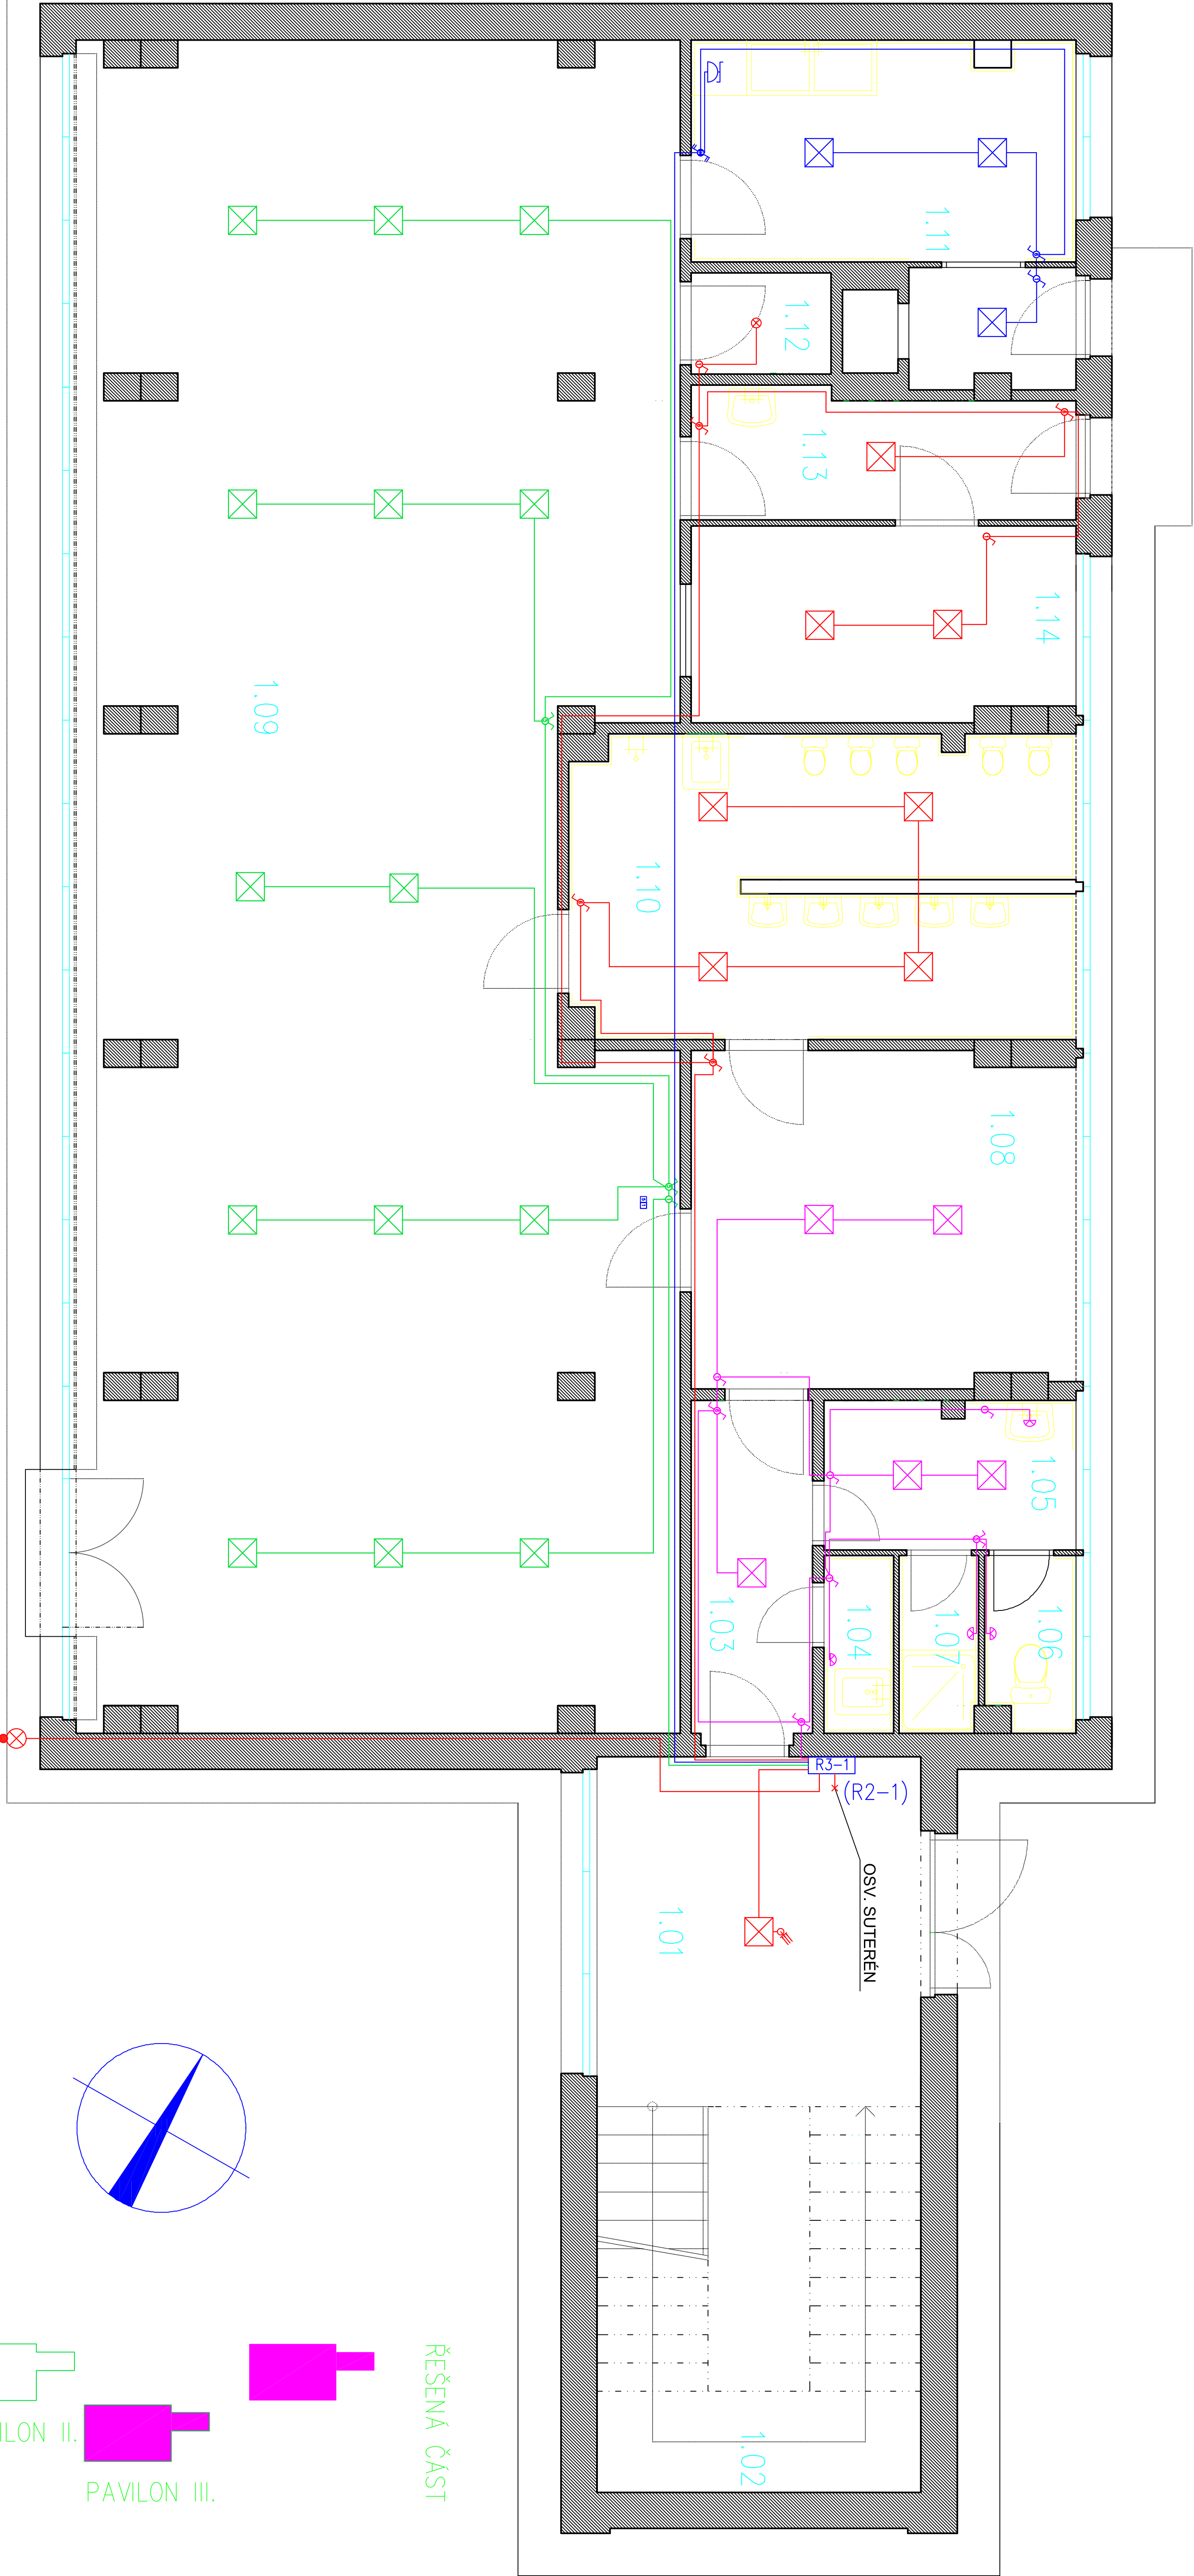 1.11
1.12
1.13
1.14
1.09
1.10
1.08
1.05
1.03
1.04
1.07
1.06
R3-1
(R2-1)
OSV. SUTERÉN
1.01
1.02
ŘEŠENÁ ČÁST
ILON II.
PAVILON III.